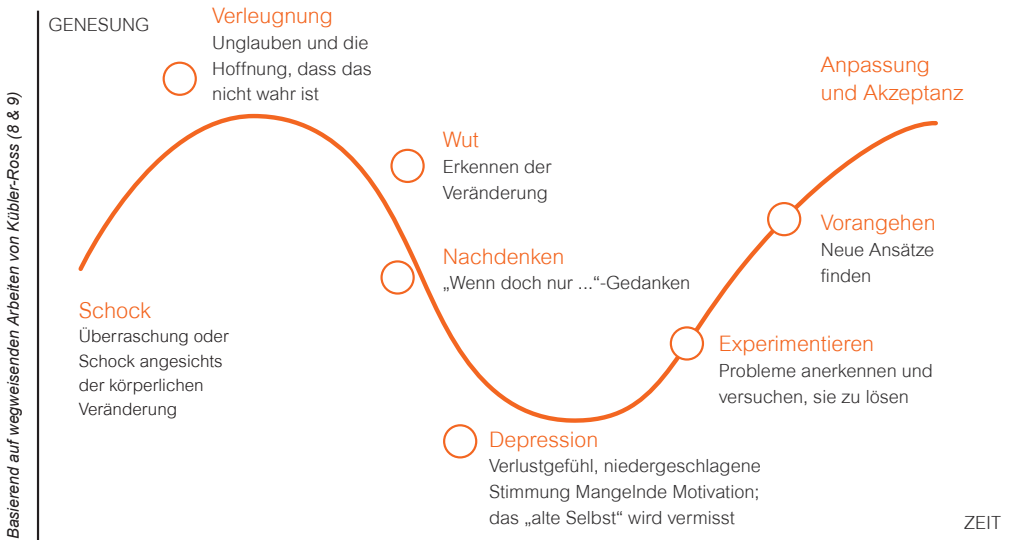 GENESUNG
Verleugnung
Unglauben und die
Hoffnung, dass das
nicht wahr ist
Anpassung
und Akzeptanz
Wut
Erkennen der
Veränderung
Vorangehen
Neue Ansätze
finden
Nachdenken
„Wenn doch nur ...“-Gedanken
Schock
Überraschung oder
Schock angesichts
der körperlichen
Veränderung
Experimentieren
Probleme anerkennen und
versuchen, sie zu lösen
Depression
Verlustgefühl, niedergeschlagene
Stimmung Mangelnde Motivation;
das „alte Selbst“ wird vermisst
ZEIT
Basierend auf wegweisenden Arbeiten von Kübler-Ross (8 & 9)